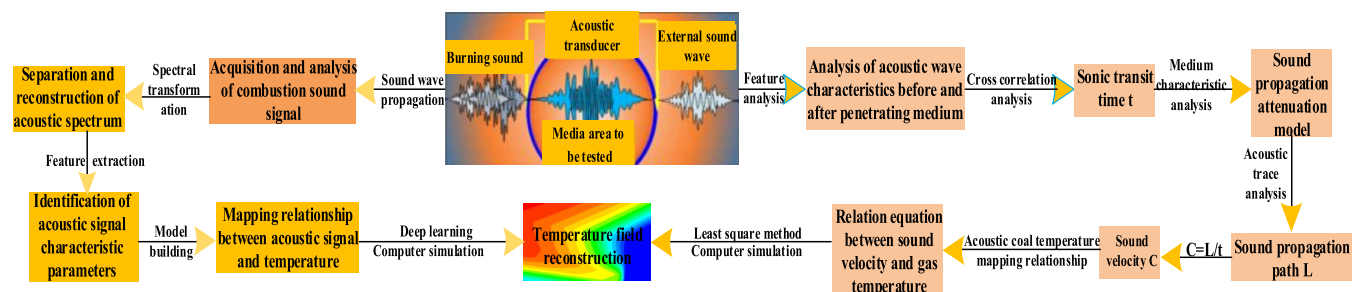 Acoustic
transducer
External sound
wave
Burning sound
Media area to
be tested
Sound wave
propagation
Acquisition and analysis
of combustion sound
signal
Spectral
transform
ation
Separation and
reconstruction of
acoustic spectrum
Feature extraction
Identification of
acoustic signal
characteristic
parameters
Model
building
Mapping relationship
between acoustic signal
and temperature
Deep learning
Computer simulation
Temperature field
reconstruction
Feature
analysis
Analysis of acoustic wave
characteristics before and
after penetrating medium
Cross correlation
analysis
Sonic transit
time t
Medium
characteristic
analysis
Sound
propagation
attenuation
model
Acoustic
trace
analysis
Sound propagation
path L
C=L/t
Sound
velocity C
Acoustic coal temperature
mapping relationship
Relation equation
between sound
velocity and gas
temperature
Least square method
Computer simulation